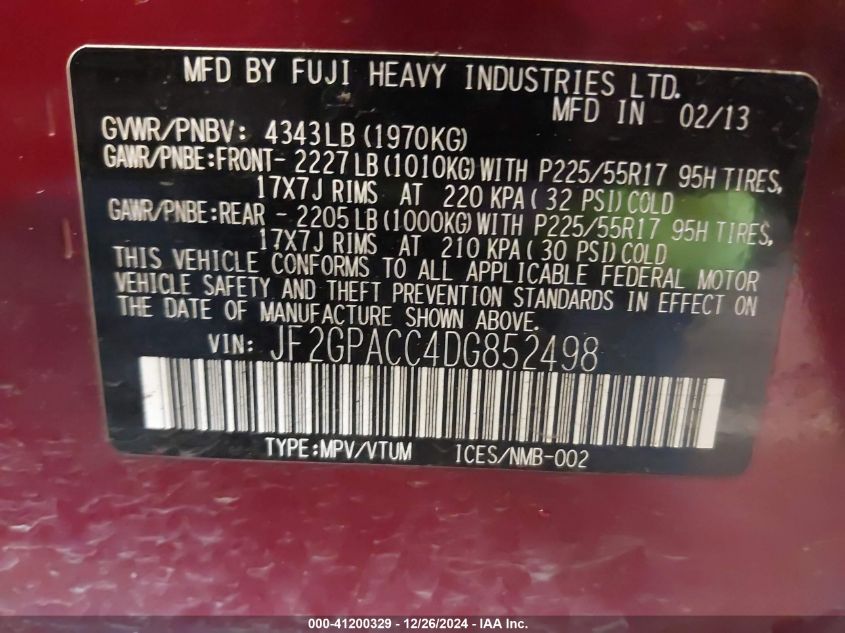 MFD BY FUJI HEAVY INDUSTRIES LTD.
MFD IN 02/13
GVWR/PNBV: 4343LB (1970KG)
GAWR/PNBE:FRONT- 2227LB(1010KG)WITH P225/55R17 95H TIRES,
17X7J RIMS AT 220 KPA( 32 PSI)COLD
GAWR/PNBE:REAR - 2205LB(1000KG)WITH P225/55R17 95H TIRES,
17X7J RIMS AT 210 KPA( 30 PSI)COLD
THIS VEHICLE CONFORMS TO ALL APPLICABLE FEDERAL MOTOR
VEHICLE SAFETY AND THEFT PREVENTION STANDARDS IN EFFECT ON
THE DATE OF MANUFACTURE SHOWN ABOVE.
VIN: JF2GPACC4DG852498
TYPE:MPV/VTUM ICES/NMB-002
000-41200329 - 12/26/2024 - IAA Inc.